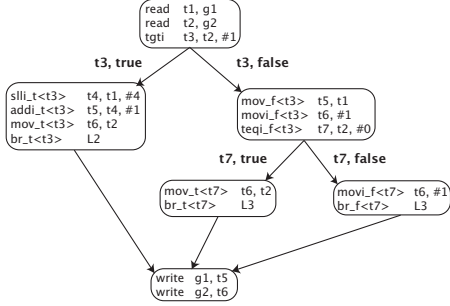 read t1, g1
read t2, g2
tgti t3, t2, #1
t3, true
t3, false
slli_t<t3> t4, t1, #4
addi_t<t3> t5, t4, #1
mov_t<t3> t6, t2
br_t<t3> L2
mov_f<t3> t5, t1
movi_f<t3> t6, #1
teqi_f<t3> t7, t2, #0
t7, true
t7, false
mov_t<t7> t6, t2
br_t<t7> L3
movi_f<t7> t6, #1
br_f<t7> L3
write g1, t5
write g2, t6